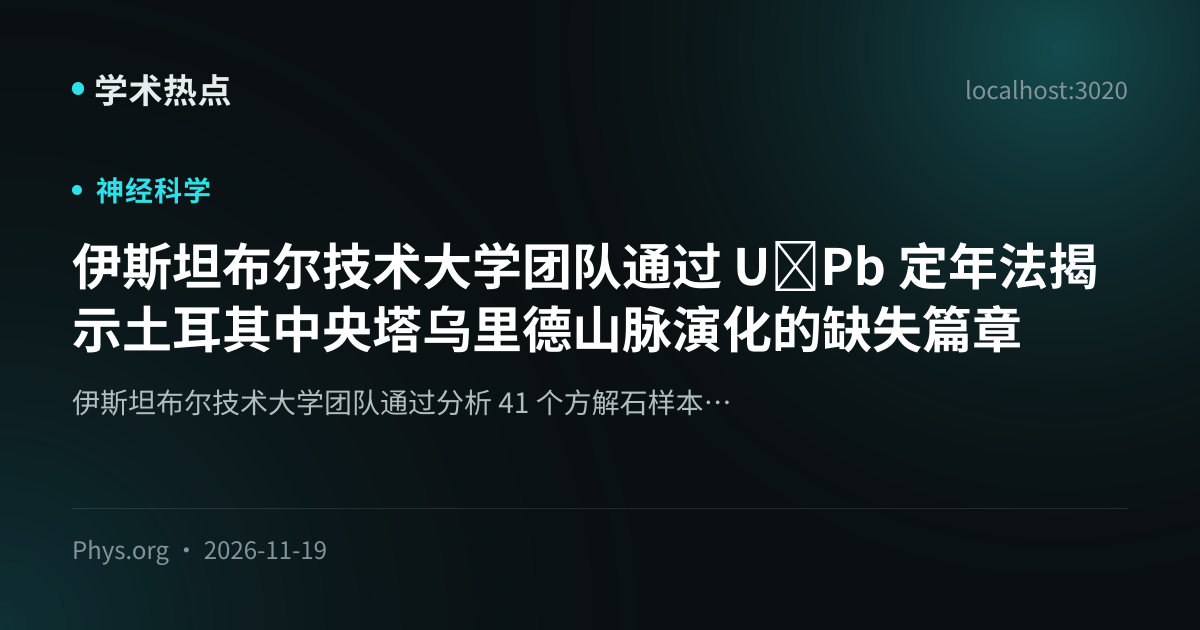 学术热点
localhost:3020
神经科学
伊斯坦布尔技术大学团队通过 U☒Pb 定年法揭
示土耳其中央塔乌里德山脉演化的缺失篇章
伊斯坦布尔技术大学团队通过分析 41 个方解石样本…
Phys.org · 2026-11-19